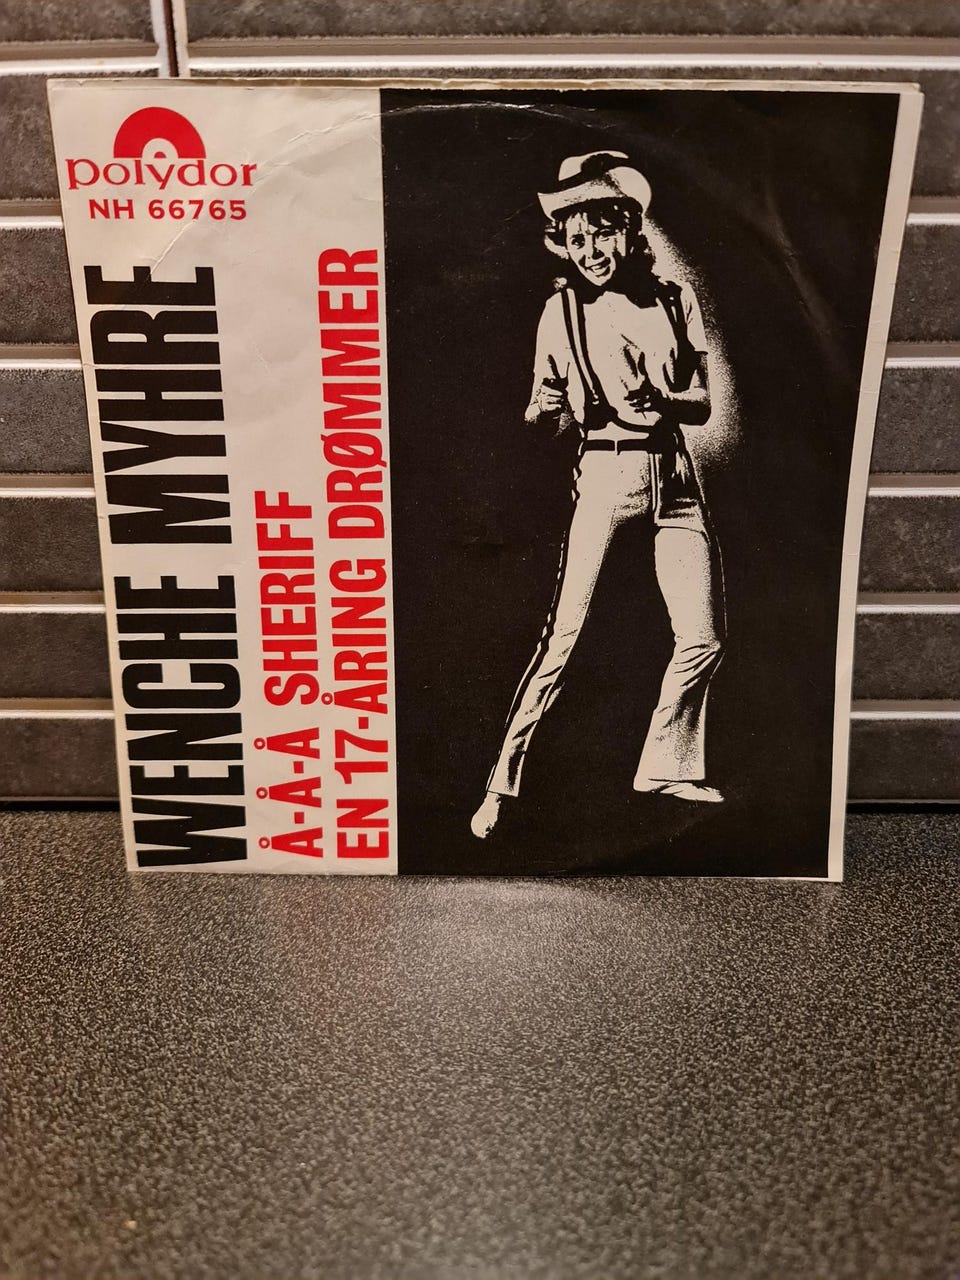 polydor
NH 66765
WENCHE MYHRE
Å-Å-Å SHERIFF
EN 17-ÅRING DRØMMER